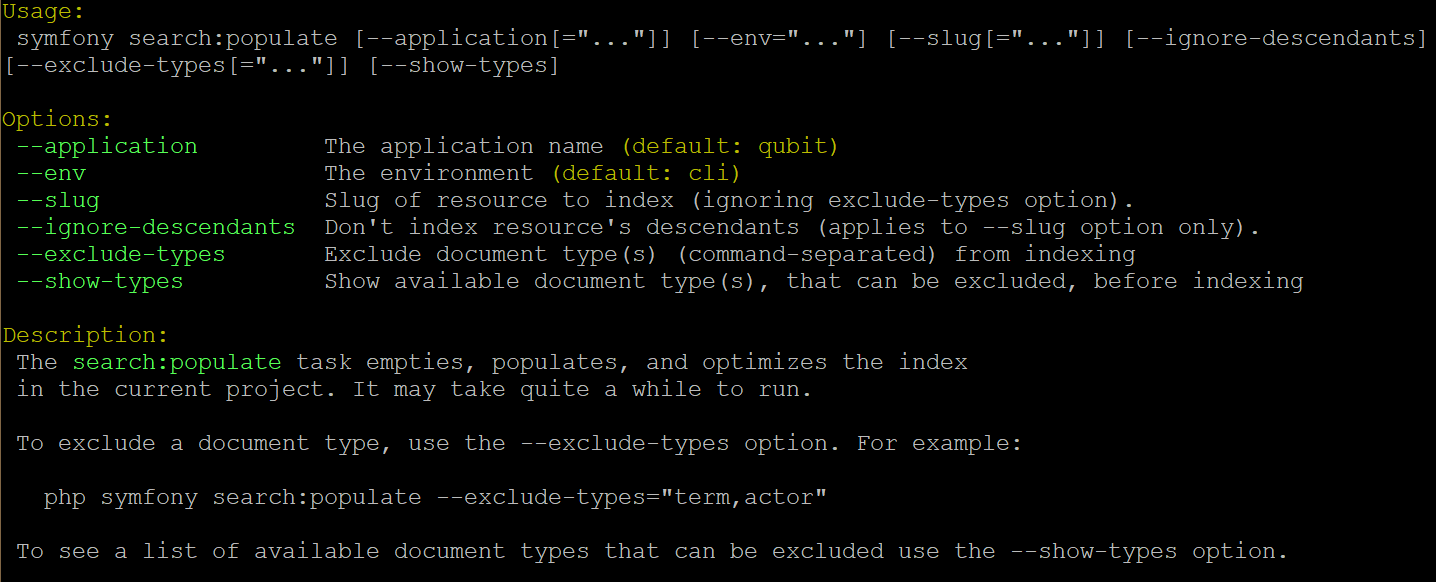 Usage:
symfony search:populate [--application[="..."]] [--env="..."] [--slug[="..."]] [--ignore-descendants]
[--exclude-types[="..."]] [--show-types]
Options:
--application The application name (default: qubit)
--env The environment (default: cli)
--slug Slug of resource to index (ignoring exclude-types option).
--ignore-descendants Don't index resource's descendants (applies to --slug option only).
--exclude-types Exclude document type(s) (command-separated) from indexing
--show-types Show available document type(s), that can be excluded, before indexing
Description:
The search:populate task empties, populates, and optimizes the index
in the current project. It may take quite a while to run.
To exclude a document type, use the --exclude-types option. For example:
php symfony search:populate --exclude-types="term,actor"
To see a list of available document types that can be excluded use the --show-types option.